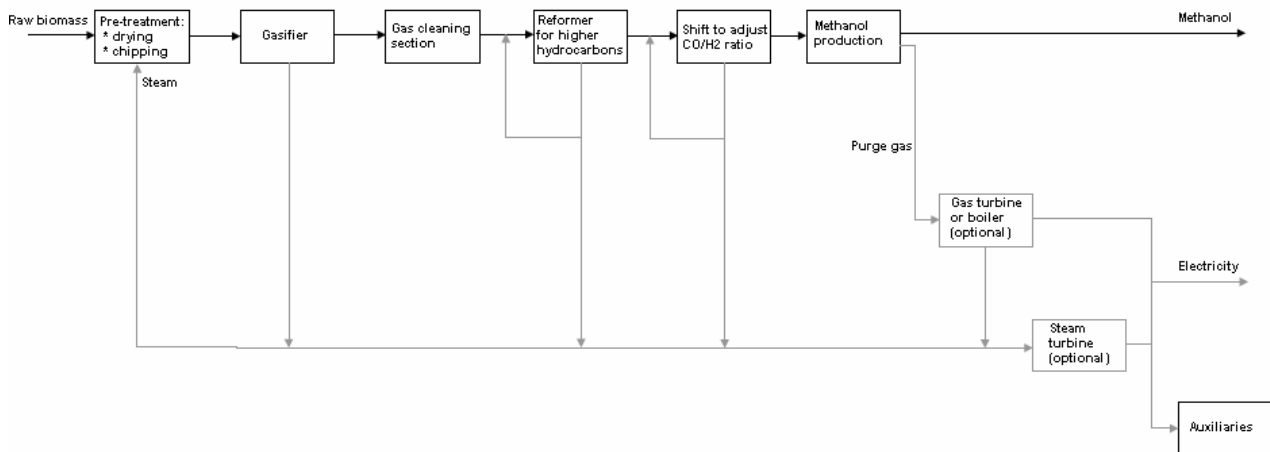 Raw biomass
Pre-treatment:
* drying
* chipping
Gasifier
Gas cleaning
section
Reformer
for higher
hydrocarbons
Shift to adjust
CO/H2 ratio
Methanol
production
Methanol
Steam
Purge gas
Gas turbine
or boiler
(optional)
Electricity
Steam
turbine
(optional)
Auxiliaries